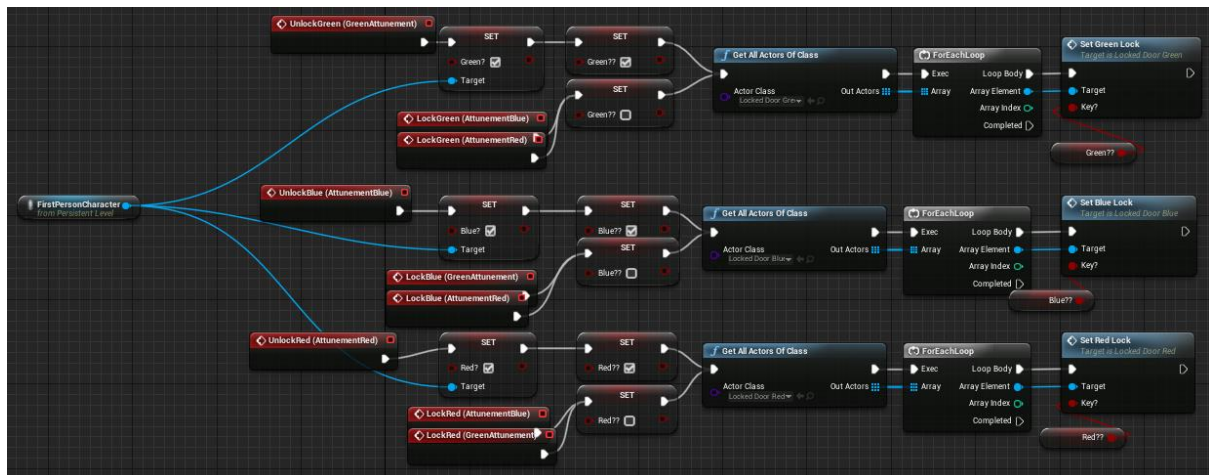 UnlockGreen (GreenAttunement)
SET
Green?
Target
SET
Green??
SET
Green??
LockGreen (AttunementBlue)
LockGreen (AttunementRed)
Get All Actors Of Class
Actor Class
Locked Door Gre
Out Actors
ForEachLoop
Exec
Loop Body
Array
Array Element
Array Index
Completed
Set Green Lock
Target is Locked Door Green
Target
Key?
Green??
FirstPersonCharacter
from Persistent Level
UnlockBlue (AttunementBlue)
SET
Blue?
Target
SET
Blue??
SET
Blue??
LockBlue (GreenAttunement)
LockBlue (AttunementRed)
Get All Actors Of Class
Actor Class
Locked Door Blue
Out Actors
ForEachLoop
Exec
Loop Body
Array
Array Element
Array Index
Completed
Set Blue Lock
Target is Locked Door Blue
Target
Key?
Blue??
UnlockRed (AttunementRed)
SET
Red?
Target
SET
Red??
SET
Red??
LockRed (AttunementBlue)
LockRed (GreenAttunement)
Get All Actors Of Class
Actor Class
Locked Door Red
Out Actors
ForEachLoop
Exec
Loop Body
Array
Array Element
Array Index
Completed
Set Red Lock
Target is Locked Door Red
Target
Key?
Red??